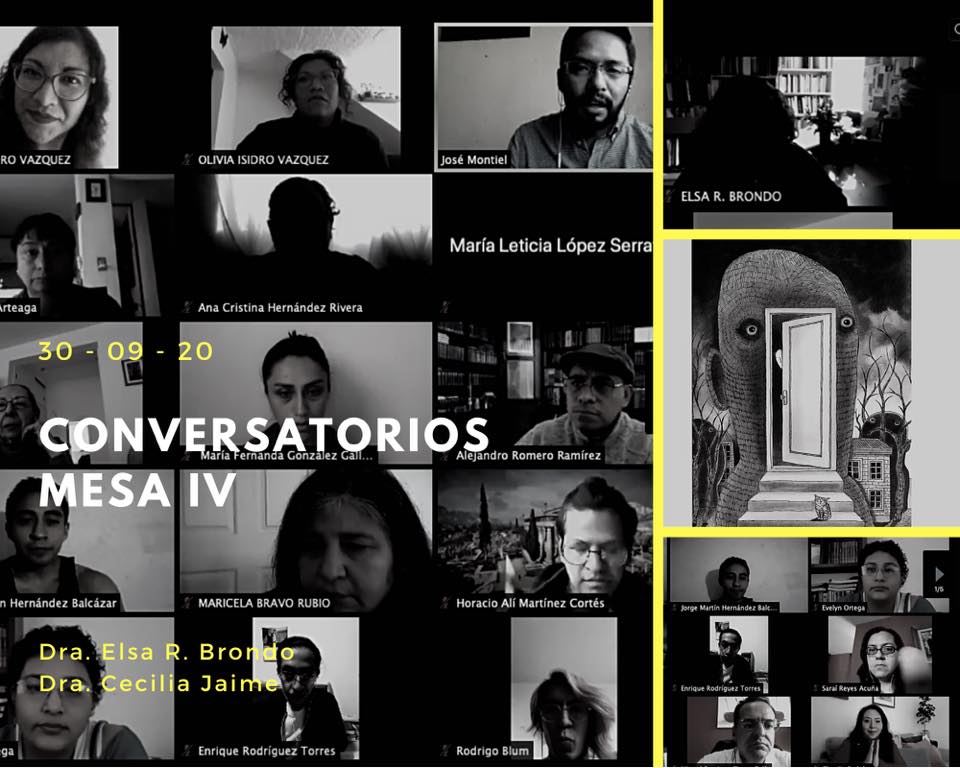 RO VAZQUEZ
OLIVIA ISIDRO VAZQUEZ
José Montiel
Arteaga
Ana Cristina Hernández Rivera
María Leticia López Serra
30 - 09 - 20
CONVERSATORIOS
MESA IV
María Fernanda González Gall...
Alejandro Romero Ramírez
n Hernández Balcázar
MARICELA BRAVO RUBIO
Horacio Alí Martínez Cortés
Dra. Elsa R. Brondo
Dra. Cecilia Jaime
ega
Enrique Rodríguez Torres
Rodrigo Blum
ELSA R. BRONDO
Jorge Martín Hernández Balc...
Evelyn Ortega
1/5
Enrique Rodríguez Torres
Saraí Reyes Acuña